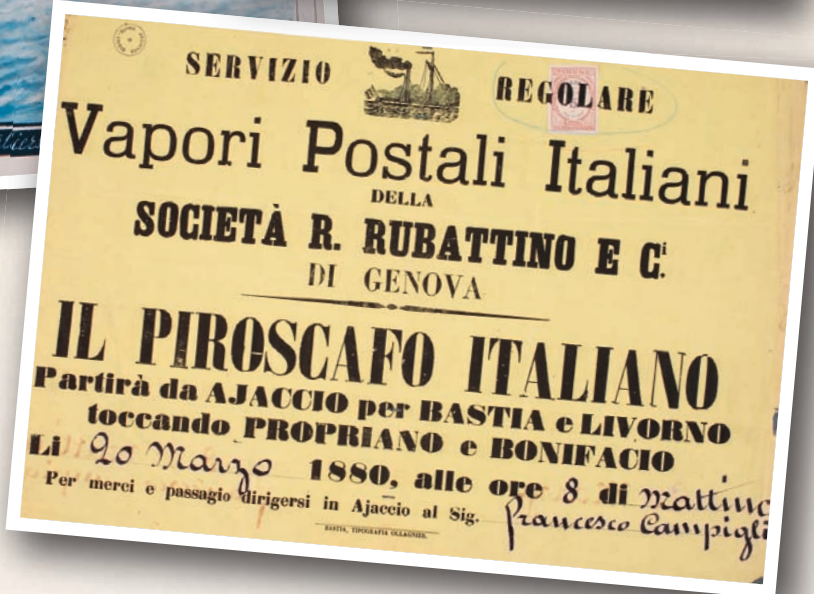 SERVIZIO REGOLARE
Vapori Postali Italiani
DELLA
SOCIETÀ R. RUBATTINO E C.i
DI GENOVA
IL PIROSCAFO ITALIANO
Partirà da AJACCIO per BASTIA e LIVORNO
toccando PROPRIANO e BONIFACIO
Li 20 Marzo 1880, alle ore 8 di Mattino
Per merci e passagio dirigersi in Ajaccio al Sig. Francesco Campigli
BASTIA, TIPOGRAFIA OLLAGNIER.